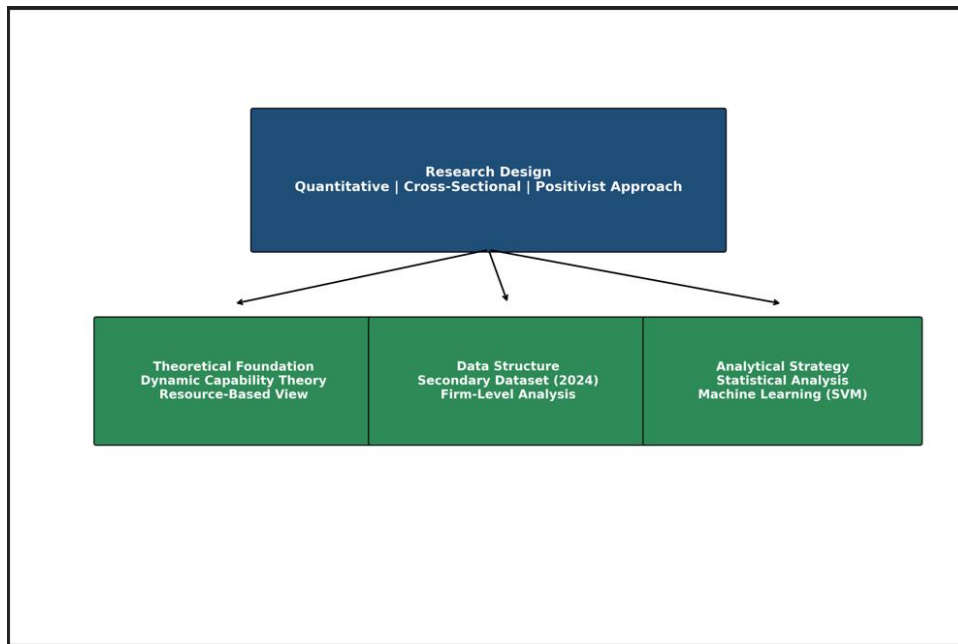 Research Design
Quantitative | Cross-Sectional | Positivist Approach
Theoretical Foundation
Dynamic Capability Theory
Resource-Based View
Data Structure
Secondary Dataset (2024)
Firm-Level Analysis
Analytical Strategy
Statistical Analysis
Machine Learning (SVM)